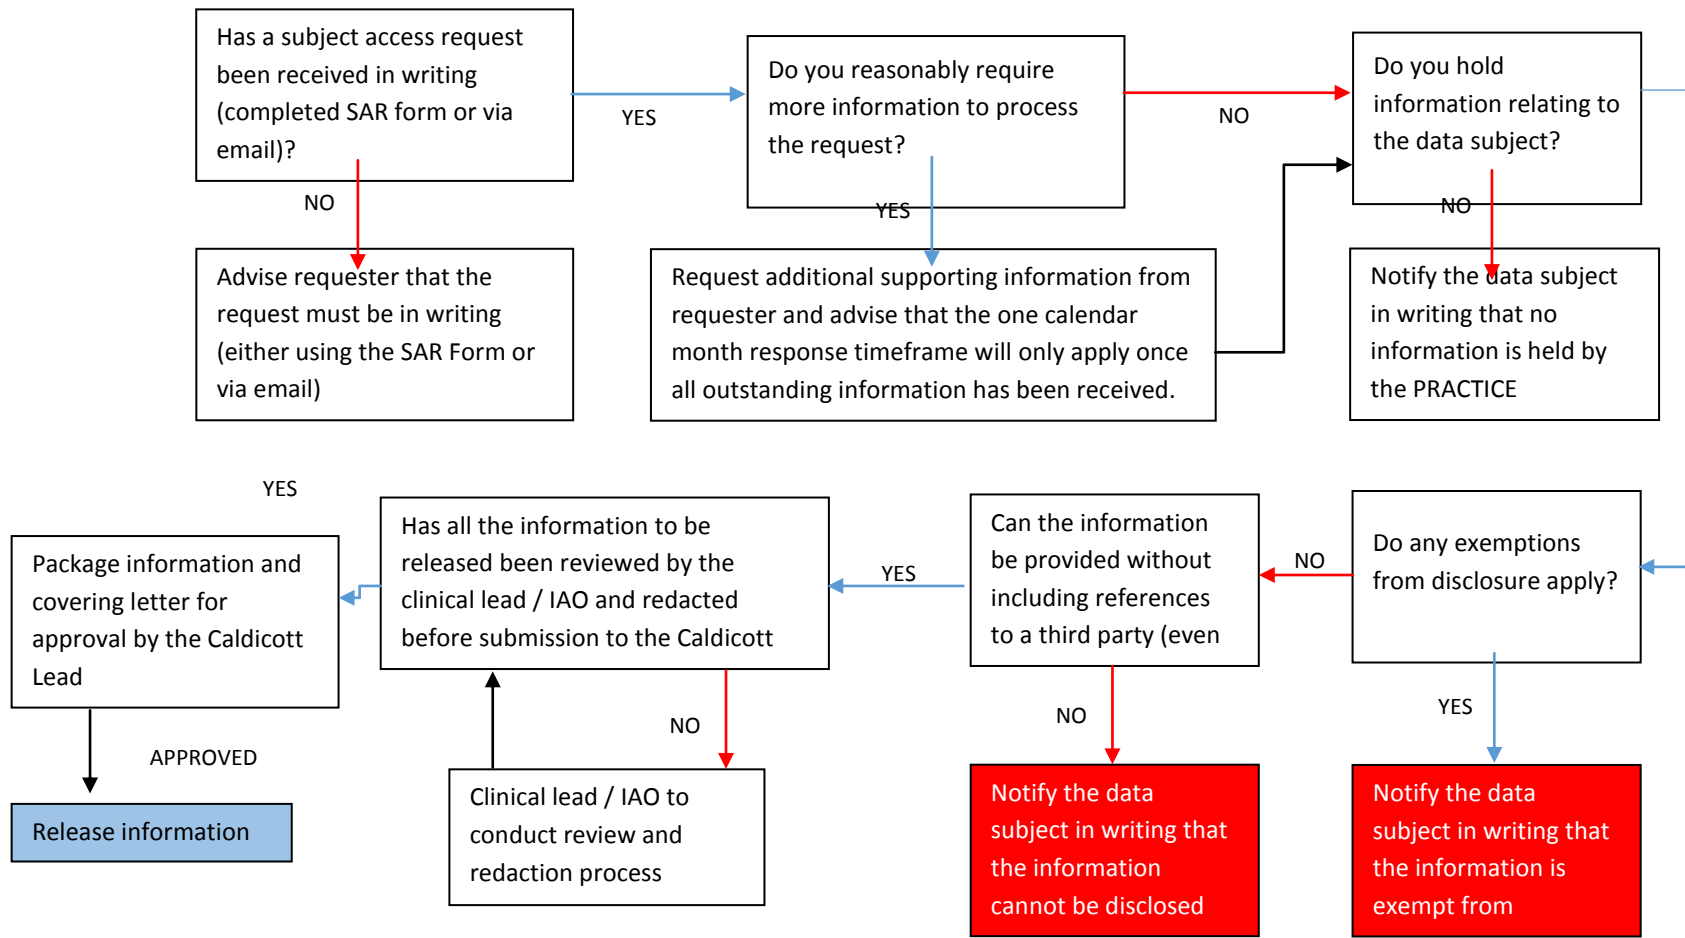 Has a subject access request
been received in writing
(completed SAR form or via
email)?
YES
Do you reasonably require
more information to process
the request?
NO
Do you hold
information relating to
the data subject?
NO
YES
NO
Advise requester that the
request must be in writing
(either using the SAR Form or
via email)
Request additional supporting information from
requester and advise that the one calendar
month response timeframe will only apply once
all outstanding information has been received.
Notify the data subject
in writing that no
information is held by
the PRACTICE
YES
Package information and
covering letter for
approval by the Caldicott
Lead
Has all the information to be
released been reviewed by the
clinical lead / IAO and redacted
before submission to the Caldicott
YES
Can the information
be provided without
including references
to a third party (even
NO
Do any exemptions
from disclosure apply?
APPROVED
NO
NO
YES
Release information
Clinical lead / IAO to
conduct review and
redaction process
Notify the data
subject in writing that
the information
cannot be disclosed
Notify the data
subject in writing that
the information is
exempt from